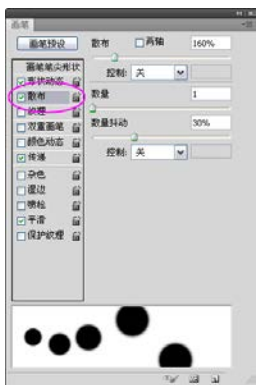 画笔
画笔预设 散布 两轴 160%
画笔笔尖形状 控制: 关
形状动态
散布 数量 1
纹理
双重画笔 数量抖动 30%
颜色动态
传递 控制: 关
杂色
湿边
喷枪
平滑
保护纹理